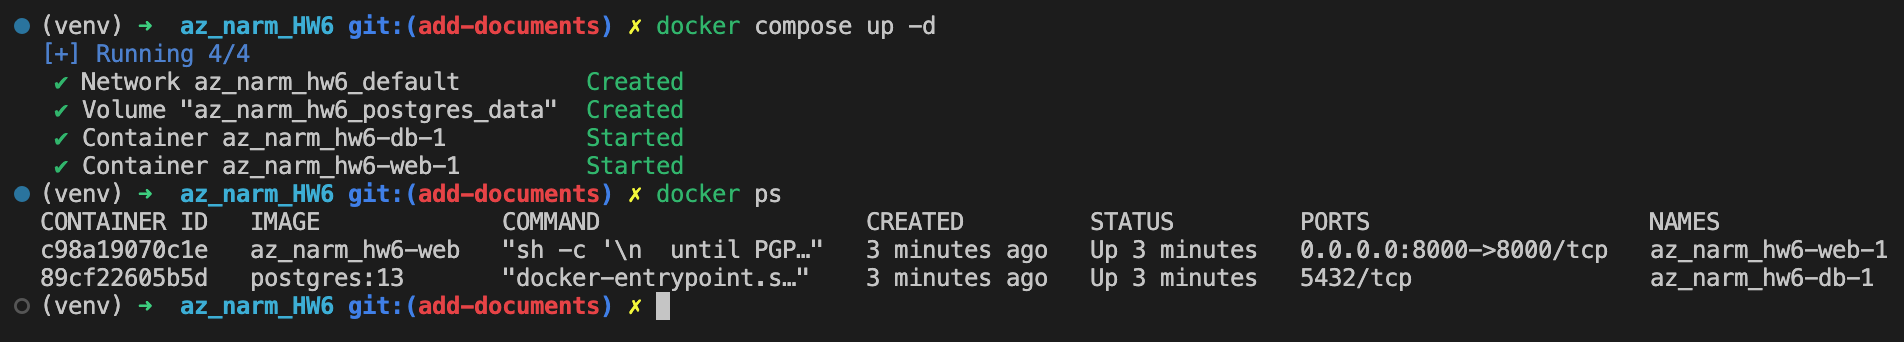 (venv) ➜ az_narm_HW6 git:(add-documents) ✗ docker compose up -d
[+] Running 4/4
✔ Network az_narm_hw6_default Created
✔ Volume "az_narm_hw6_postgres_data" Created
✔ Container az_narm_hw6-db-1 Started
✔ Container az_narm_hw6-web-1 Started
(venv) ➜ az_narm_HW6 git:(add-documents) ✗ docker ps
CONTAINER ID IMAGE COMMAND CREATED STATUS PORTS NAMES
c98a19070c1e az_narm_hw6-web "sh -c '\n until PGP…" 3 minutes ago Up 3 minutes 0.0.0.0:8000->8000/tcp az_narm_hw6-web-1
89cf22605b5d postgres:13 "docker-entrypoint.s…" 3 minutes ago Up 3 minutes 5432/tcp az_narm_hw6-db-1
(venv) ➜ az_narm_HW6 git:(add-documents) ✗